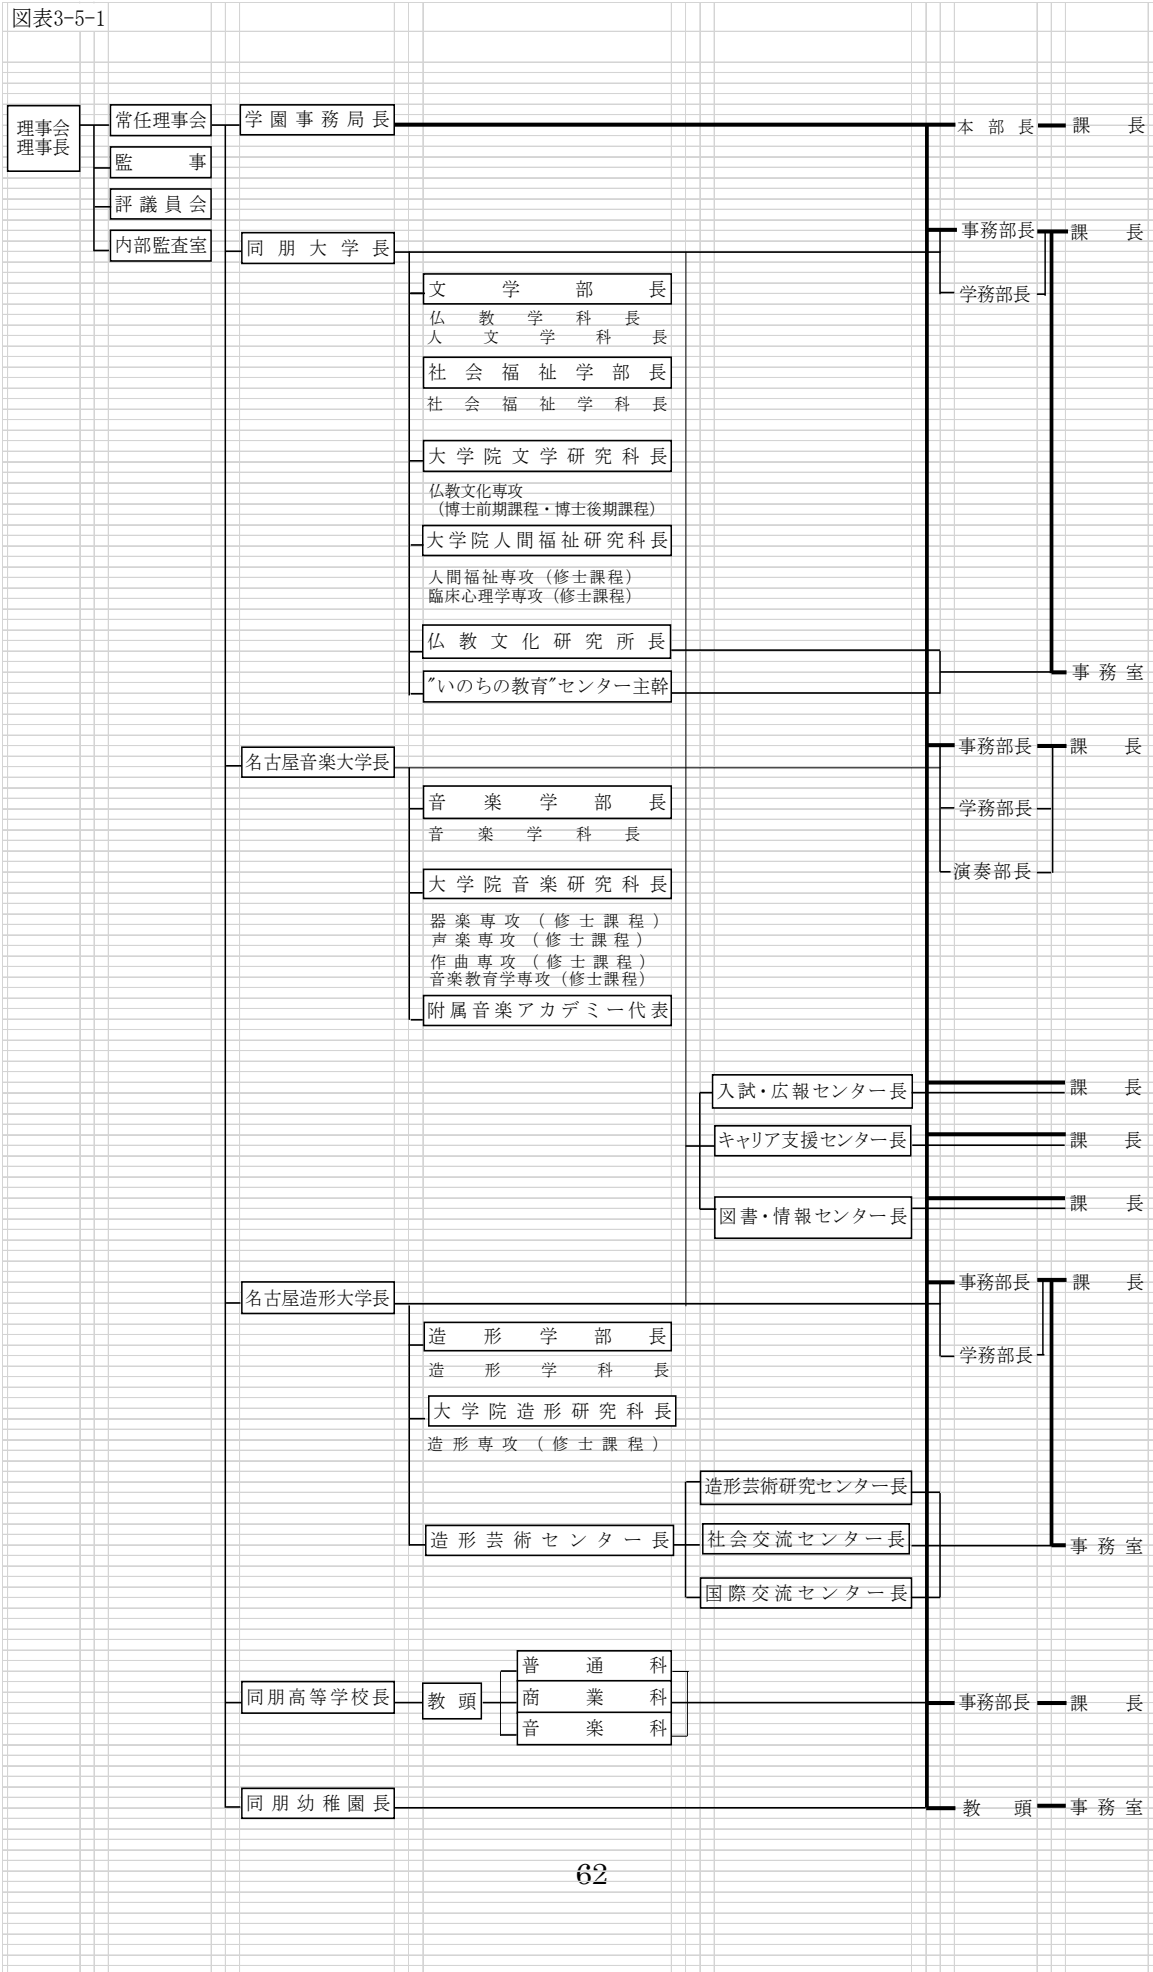 図表3-5-1
理事会
理事長
常任理事会
学園事務局長
本部長
課長
監事
評議員会
内部監査室
同朋大学長
事務部長
課長
学務部長
文学部長
仏教学科長
人文学科長
社会福祉学部長
社会福祉学科長
大学院文学研究科長
仏教文化専攻
（博士前期課程・博士後期課程）
大学院人間福祉研究科長
人間福祉専攻（修士課程）
臨床心理学専攻（修士課程）
仏教文化研究所長
"いのちの教育"センター主幹
事務室
名古屋音楽大学長
事務部長
課長
学務部長
演奏部長
音楽学部長
音楽学科長
大学院音楽研究科長
器楽専攻（修士課程）
声楽専攻（修士課程）
作曲専攻（修士課程）
音楽教育学専攻（修士課程）
附属音楽アカデミー代表
入試・広報センター長
課長
キャリア支援センター長
課長
図書・情報センター長
課長
名古屋造形大学長
事務部長
課長
学務部長
造形学部長
造形学科長
大学院造形研究科長
造形専攻（修士課程）
造形芸術研究センター長
造形芸術センター長
社会交流センター長
事務室
国際交流センター長
同朋高等学校長
教頭
普通科
商業科
音楽科
事務部長
課長
同朋幼稚園長
教頭
事務室
62